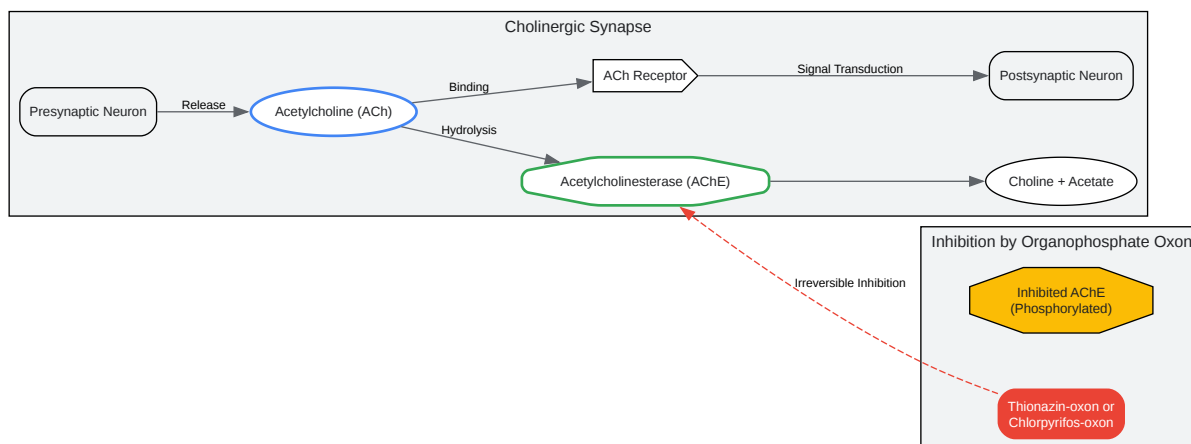 Cholinergic Synapse
Presynaptic Neuron
Release
Acetylcholine (ACh)
Binding
Hydrolysis
ACh Receptor
Signal Transduction
Postsynaptic Neuron
Acetylcholinesterase (AChE)
Choline + Acetate
Inhibition by Organophosphate Oxon
Irreversible Inhibition
Inhibited AChE
(Phosphorylated)
Thionazin-oxon or
Chlorpyrifos-oxon